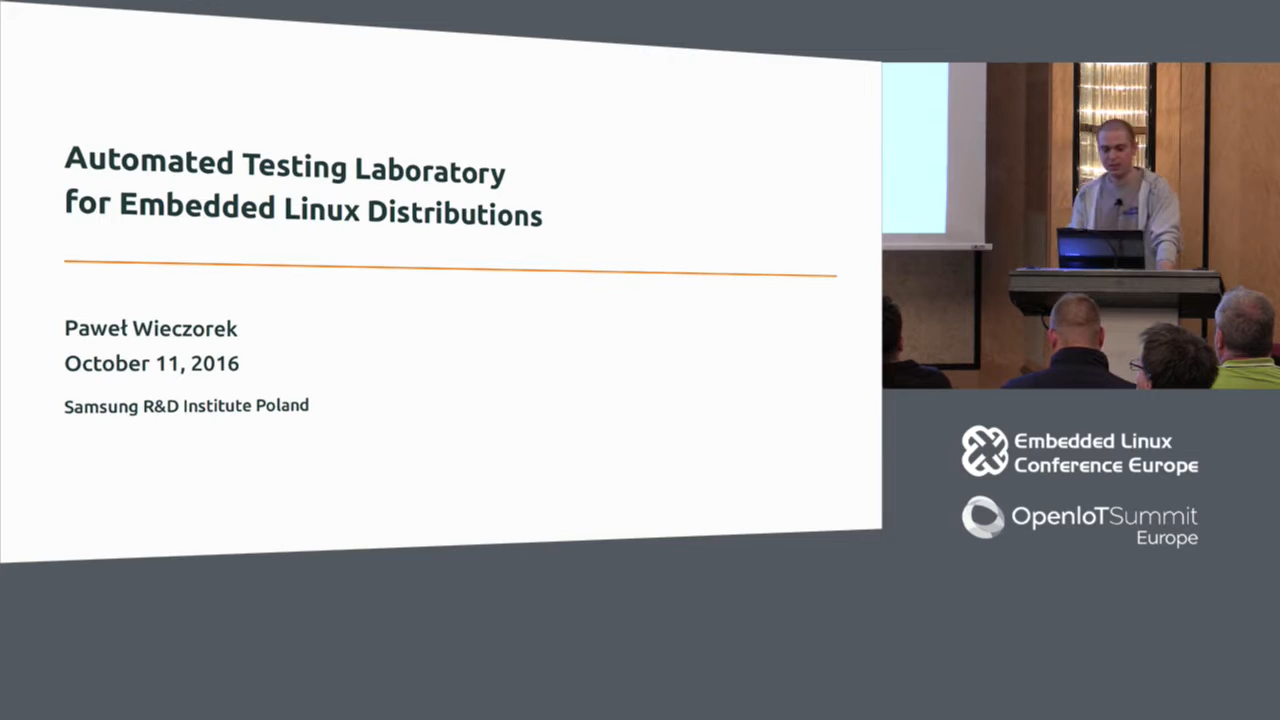 Automated Testing Laboratory
for Embedded Linux Distributions
Paweł Wieczorek
October 11, 2016
Samsung R&D Institute Poland
Embedded Linux
Conference Europe
OpenIoTSummit
Europe